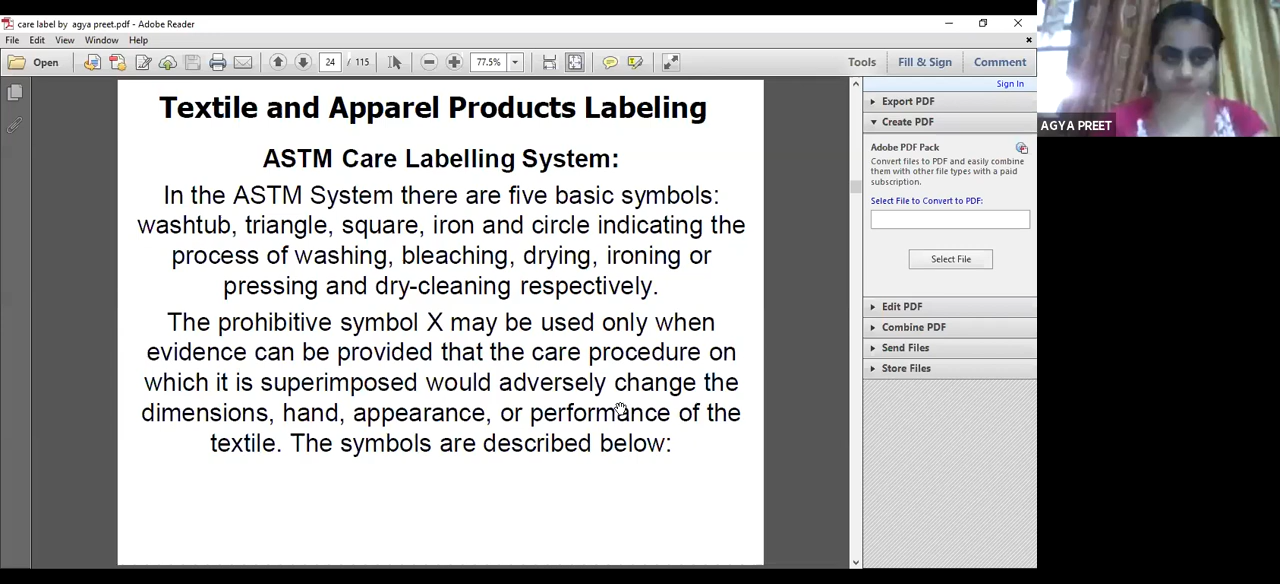 care label by agya preet.pdf - Adobe Reader
File Edit View Window Help
Open 24 / 115 77.5% Tools Fill & Sign Comment
Sign In
Textile and Apparel Products Labeling
ASTM Care Labelling System:
In the ASTM System there are five basic symbols:
washtub, triangle, square, iron and circle indicating the
process of washing, bleaching, drying, ironing or
pressing and dry-cleaning respectively.
The prohibitive symbol X may be used only when
evidence can be provided that the care procedure on
which it is superimposed would adversely change the
dimensions, hand, appearance, or performance of the
textile. The symbols are described below:
Export PDF
Create PDF
Adobe PDF Pack
Convert files to PDF and easily combine
them with other file types with a paid
subscription.
Select File to Convert to PDF:
Select File
Edit PDF
Combine PDF
Send Files
Store Files
AGYA PREET